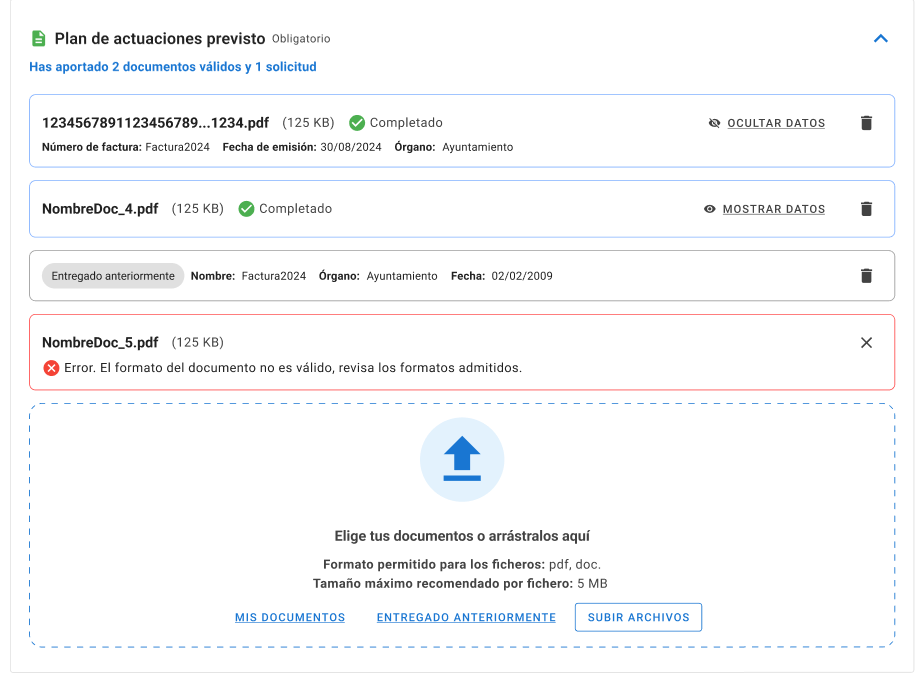 Plan de actuaciones previsto Obligatorio
Has aportado 2 documentos válidos y 1 solicitud
1234567891123456789...1234.pdf (125 KB) Completado OCULTAR DATOS
Número de factura: Factura2024 Fecha de emisión: 30/08/2024 Órgano: Ayuntamiento
NombreDoc_4.pdf (125 KB) Completado MOSTRAR DATOS
Entregado anteriormente Nombre: Factura2024 Órgano: Ayuntamiento Fecha: 02/02/2009
NombreDoc_5.pdf (125 KB)
Error. El formato del documento no es válido, revisa los formatos admitidos.
Elige tus documentos o arrástralos aquí
Formato permitido para los ficheros: pdf, doc.
Tamaño máximo recomendado por fichero: 5 MB
MIS DOCUMENTOS ENTREGADO ANTERIORMENTE SUBIR ARCHIVOS